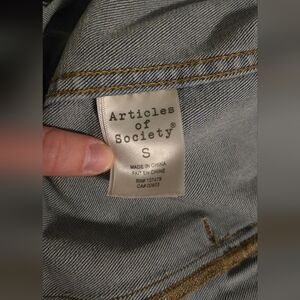 Articles
of
Society®
S
MADE IN CHINA
FAIT EN CHINE